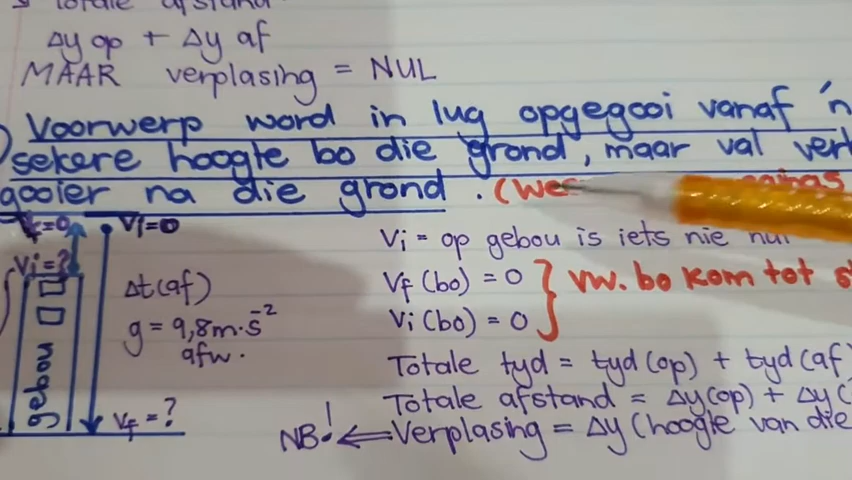 Totale afstand
Δy op + Δy af
MAAR verplasing = NUL
Voorwerp word in lug opgegooi vanaf 'n
sekere hoogte bo die grond, maar val
gooier na die grond. (
Vf=0 Vi=0
Vi=?
Δt(af)
g = 9,8m·s̄²
afw.
gebou
Vf = ?
Vi = op gebou is iets nie nul
Vf (bo) = 0
Vi (bo) = 0
vw. bo kom tot
Totale tyd = tyd(op) + tyd(af)
Totale afstand = Δy(op) + Δy(
NB! ⇐ Verplasing = Δy (hoogte van die